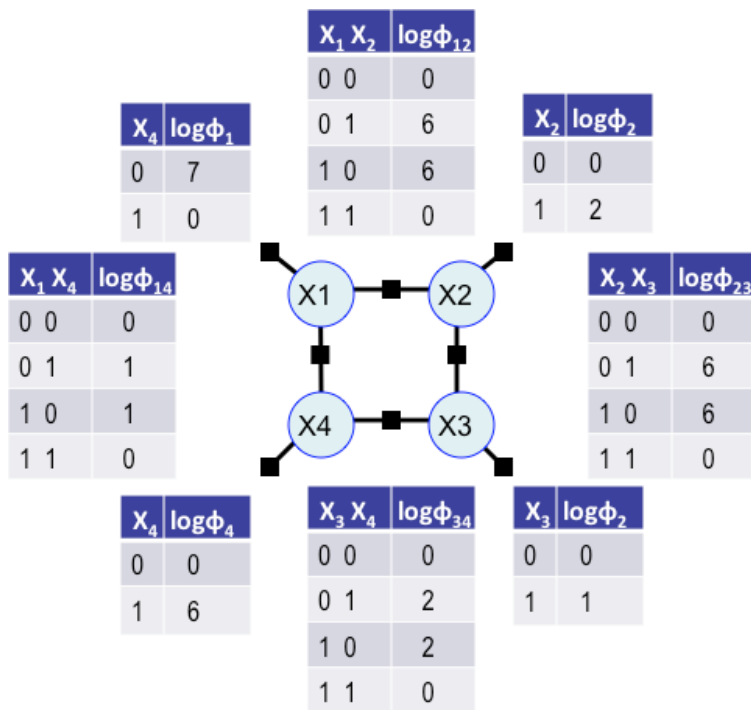 X₁ X₂ logϕ₁₂
0 0 0
0 1 6
1 0 6
1 1 0
X₄ logϕ₁
0 7
1 0
X₂ logϕ₂
0 0
1 2
X₁ X₄ logϕ₁₄
0 0 0
0 1 1
1 0 1
1 1 0
X1
X2
X4
X3
X₂ X₃ logϕ₂₃
0 0 0
0 1 6
1 0 6
1 1 0
X₄ logϕ₄
0 0
1 6
X₃ X₄ logϕ₃₄
0 0 0
0 1 2
1 0 2
1 1 0
X₃ logϕ₂
0 0
1 1